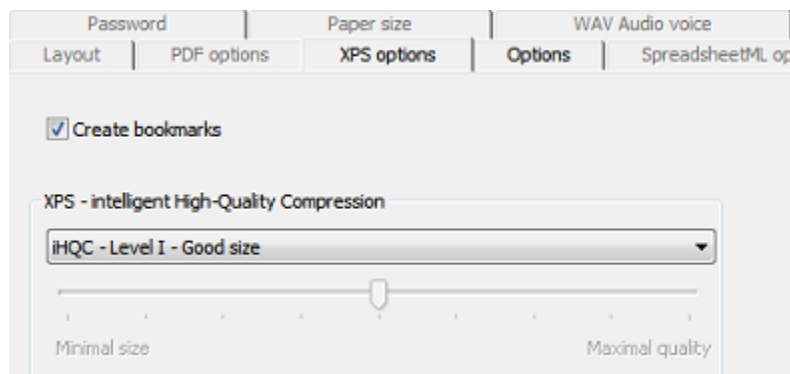 Password Paper size WAV Audio voice
Layout PDF options XPS options Options SpreadsheetML
Create bookmarks
XPS - intelligent High-Quality Compression
iHQC - Level I - Good size
Minimal size Maximal quality